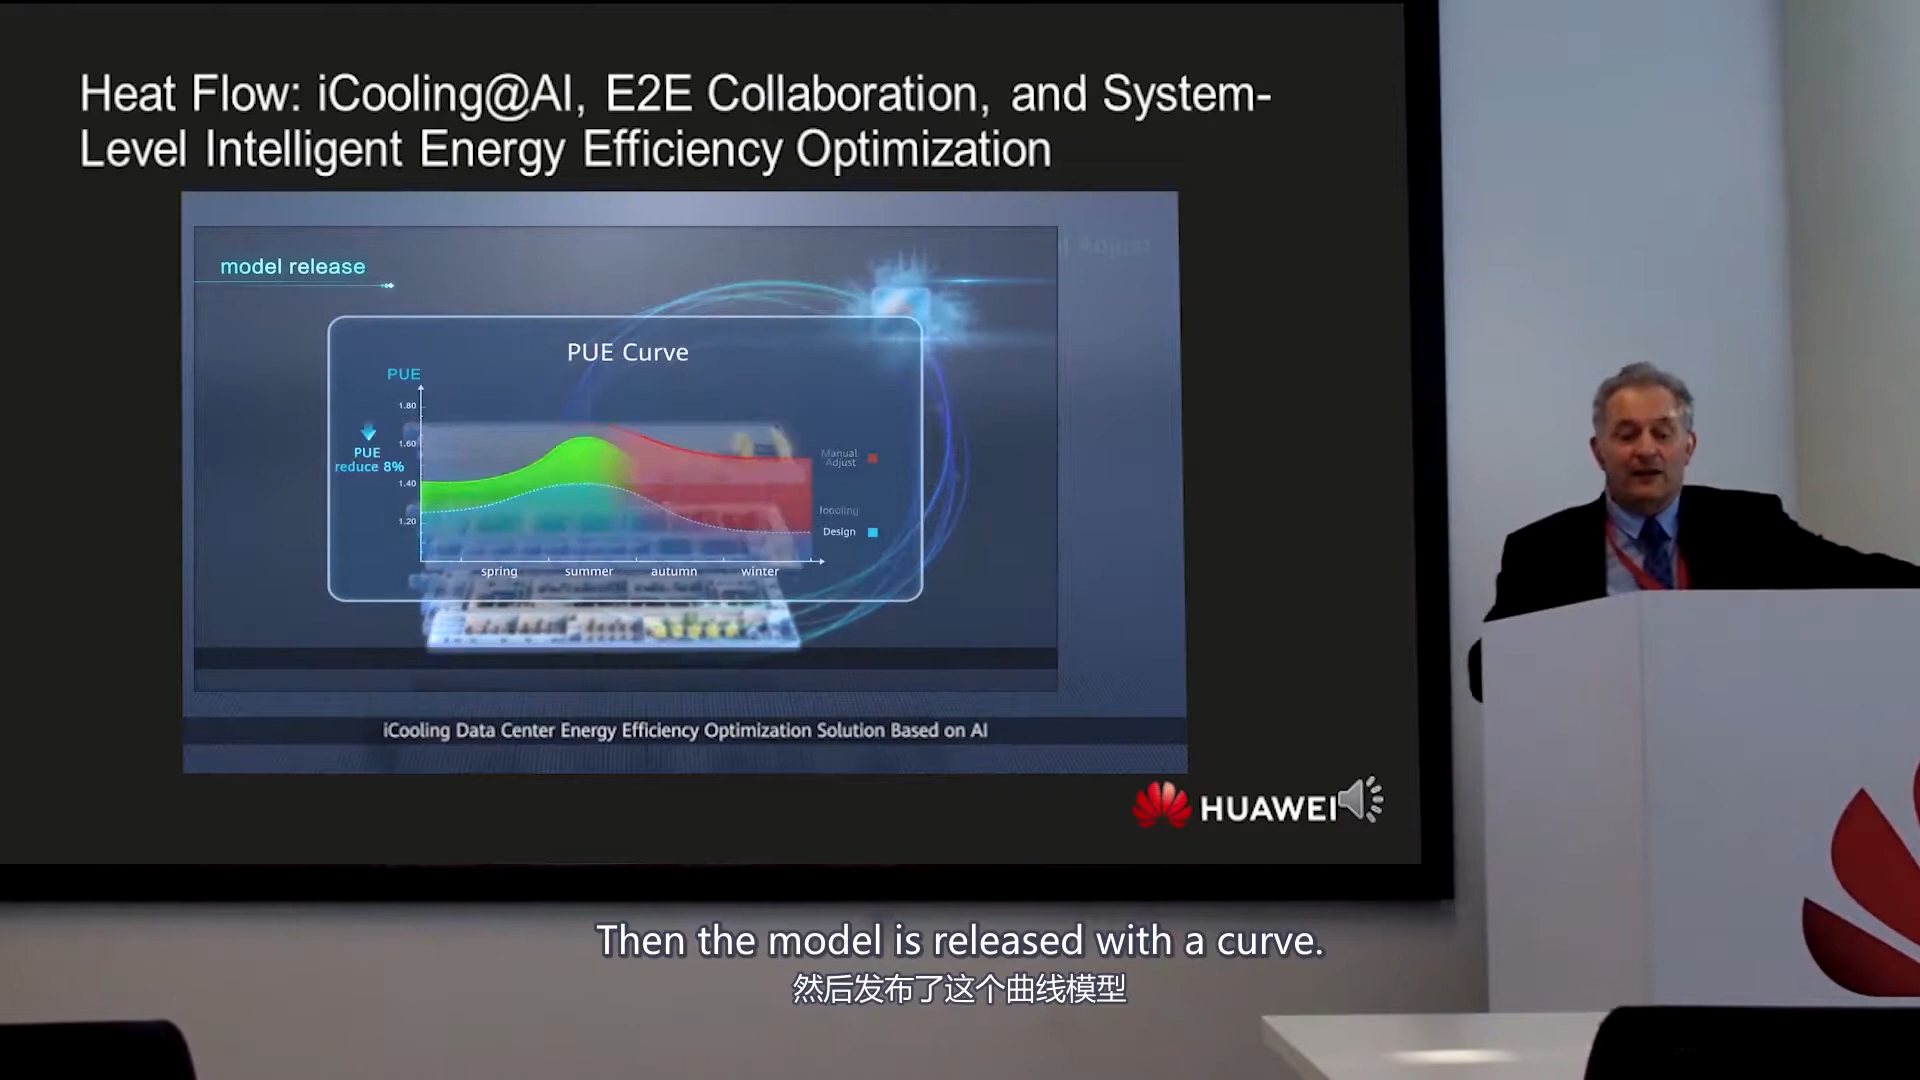 Heat Flow: iCooling@AI, E2E Collaboration, and System-
Level Intelligent Energy Efficiency Optimization
model release
PUE Curve
PUE
1.80
1.60
1.40
1.20
PUE
reduce 8%
Manual
Adjust
Design
spring
summer
autumn
winter
iCooling Data Center Energy Efficiency Optimization Solution Based on AI
HUAWEI
Then the model is released with a curve.
然后发布了这个曲线模型